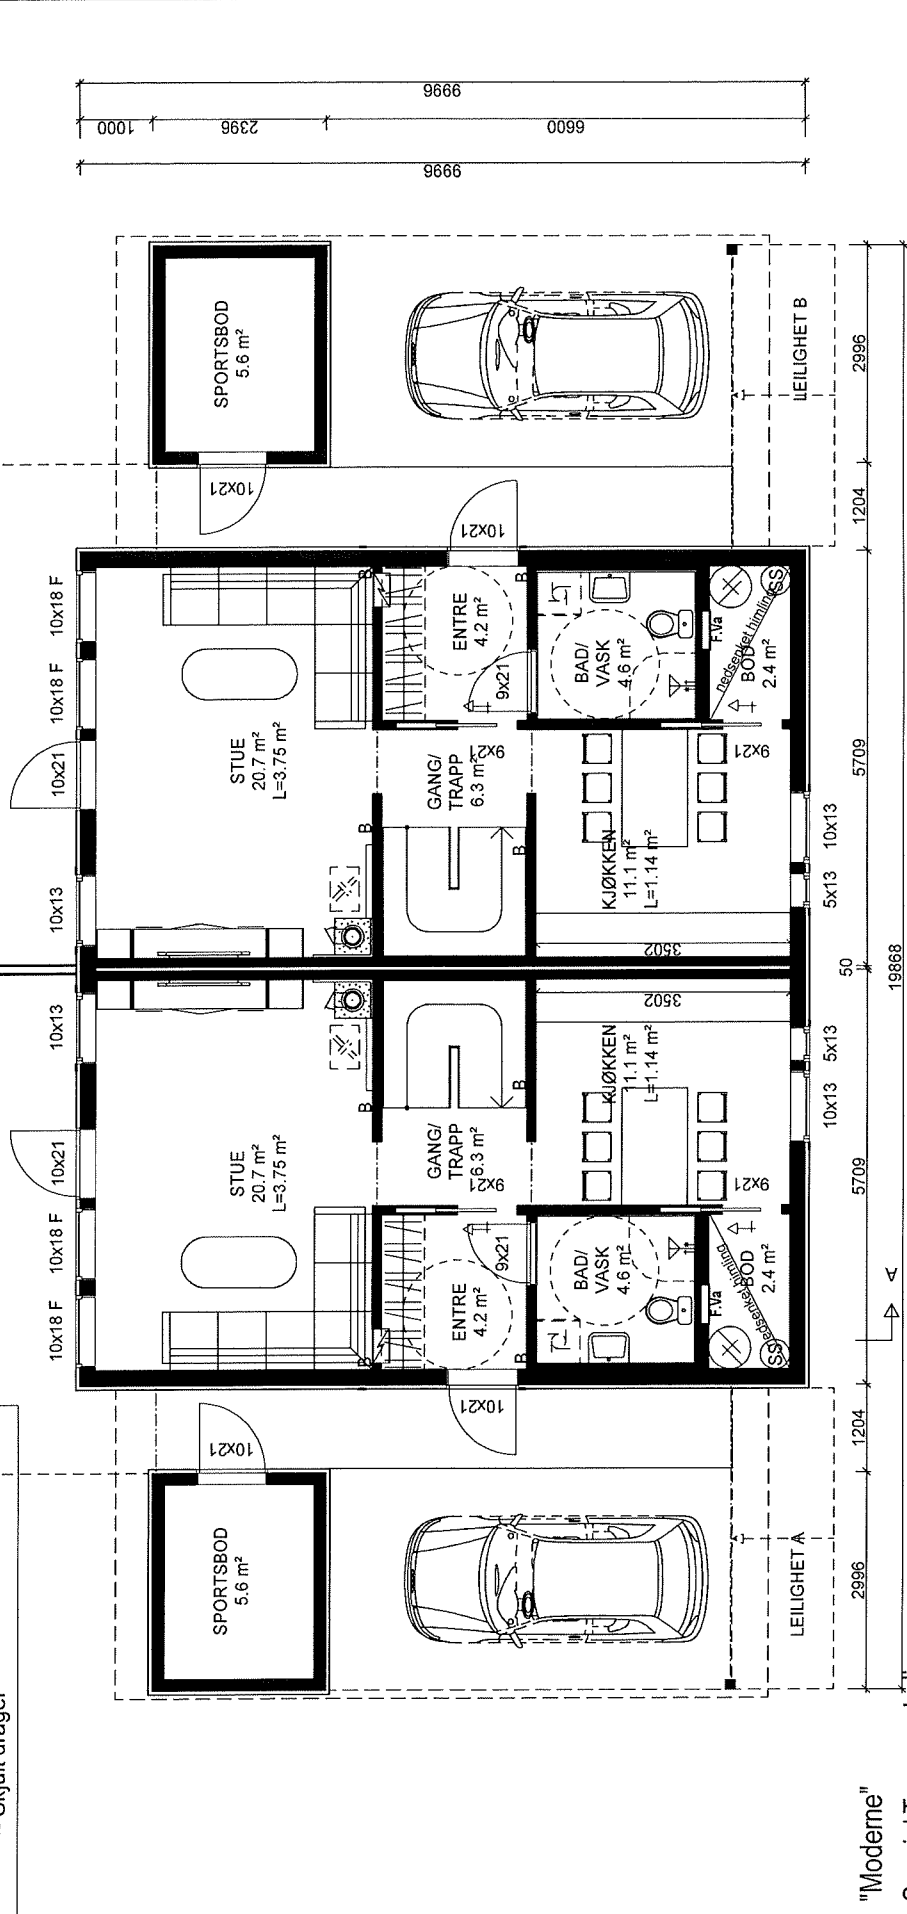 9996
1000
2396
6600
9996
SPORTSBOD
5.6 m²
10x21
LEILIGHET B
2996
1204
10x18 F
10x18 F
10x21
10x13
STUE
20.7 m²
L=3.75 m²
B
B
ENTRE
4.2 m²
10x21
B
9x21
BAD/
VASK
4.6 m²
F.Va
nedsenket himling
SS
BOD
2.4 m²
9x21
GANG/
TRAPP
6.3 m²
9x21
B
KJØKKEN
11.1 m²
L=1.14 m²
3502
10x13
5x13
5709
50
19868
10x13
10x21
10x18 F
10x18 F
STUE
20.7 m²
L=3.75 m²
B
B
GANG/
TRAPP
6.3 m²
9x21
B
KJØKKEN
11.1 m²
L=1.14 m²
3502
5x13
10x13
5709
ENTRE
4.2 m²
10x21
B
9x21
BAD/
VASK
4.6 m²
F.Va
nedsenket himling
SS
BOD
2.4 m²
9x21
A
1204
2996
SPORTSBOD
5.6 m²
10x21
LEILIGHET A
Skjult drager
"Moderne"